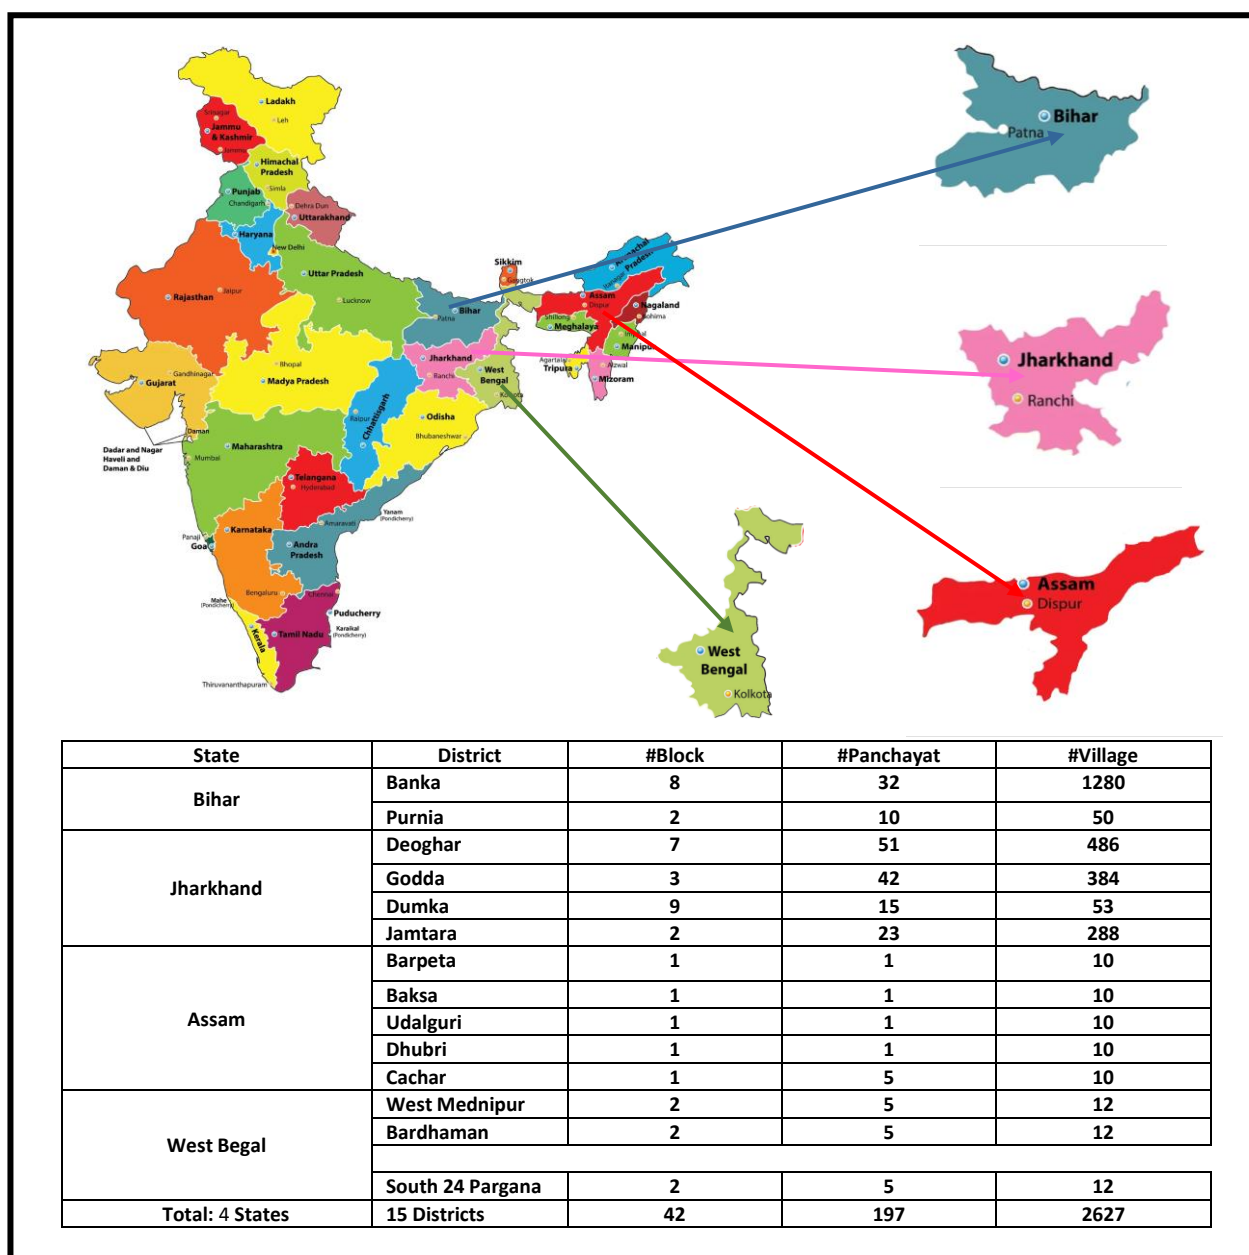 Ladakh
Leh
Srinagar
Jammu
& Kashmir
Jammu
Himachal
Pradesh
Simla
Punjab
Chandigarh
Dehra Dun
Uttarakhand
Haryana
New Delhi
Uttar Pradesh
Lucknow
Rajasthan
Jaipur
Sikkim
Gangtok
Arunachal
Pradesh
Itanagar
Assam
Dispur
Nagaland
Kohima
Shillong
Meghalaya
Imphal
Manipur
Agartala
Tripura
Aizwal
Mizoram
Bihar
Patna
Jharkhand
Ranchi
West
Bengal
Kolkota
Bhopal
Madya Pradesh
Gandhinagar
Gujarat
Daman
Dadar and Nagar
Haveli and
Daman & Diu
Mumbai
Maharashtra
Raipur
Chhattisgarh
Odisha
Bhubaneshwar
Telangana
Hyderabad
Yanam
(Pondicherry)
Amaravati
Karnataka
Panaji
Goa
Andra
Pradesh
Bengaluru
Chennai
Mahe
(Pondicherry)
Puducherry
Karaikal
(Pondicherry)
Tamil Nadu
Kerala
Thiruvananthapuram
Bihar
Patna
Jharkhand
Ranchi
Assam
Dispur
West
Bengal
Kolkota
State District #Block #Panchayat #Village
Bihar Banka 8 32 1280
Purnia 2 10 50
Jharkhand Deoghar 7 51 486
Godda 3 42 384
Dumka 9 15 53
Jamtara 2 23 288
Assam Barpeta 1 1 10
Baksa 1 1 10
Udalguri 1 1 10
Dhubri 1 1 10
Cachar 1 5 10
West Begal West Mednipur 2 5 12
Bardhaman 2 5 12
South 24 Pargana 2 5 12
Total: 4 States 15 Districts 42 197 2627